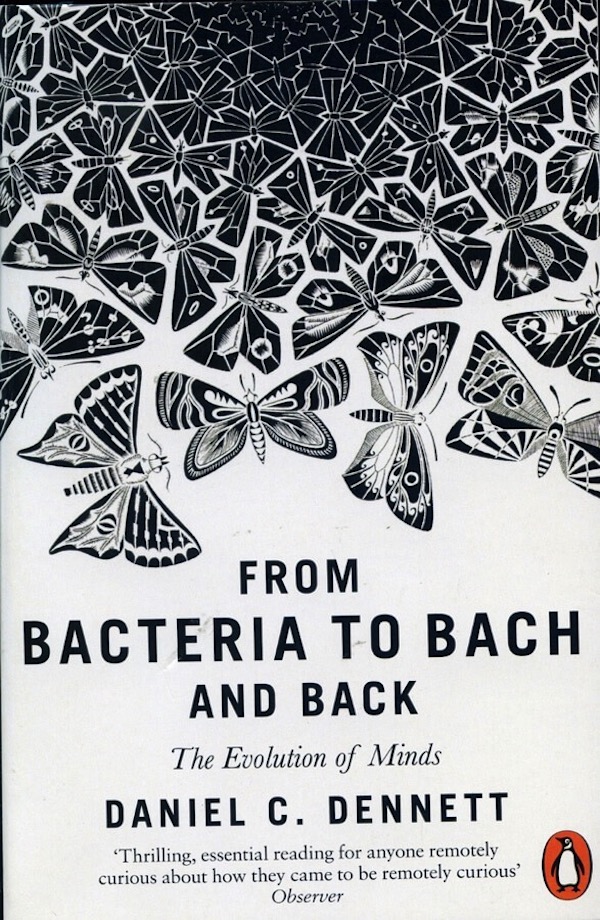 FROM
BACTERIA TO BACH
AND BACK
The Evolution of Minds
DANIEL C. DENNETT
‘Thrilling, essential reading for anyone remotely
curious about how they came to be remotely curious’
Observer